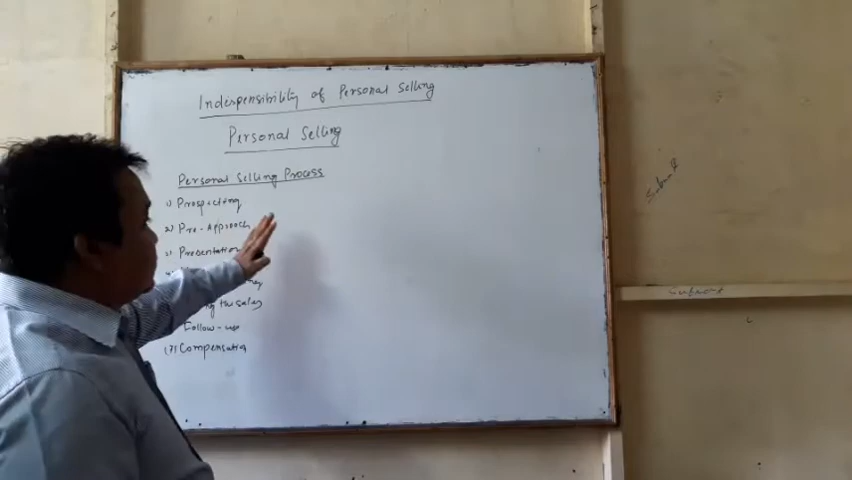 Indispensibility of Personal Selling
Personal Selling
Personal Selling Process
1) Prospecting
2) Pre-Approach
3) Presentation
the sales
Follow-up
(7) Compensation